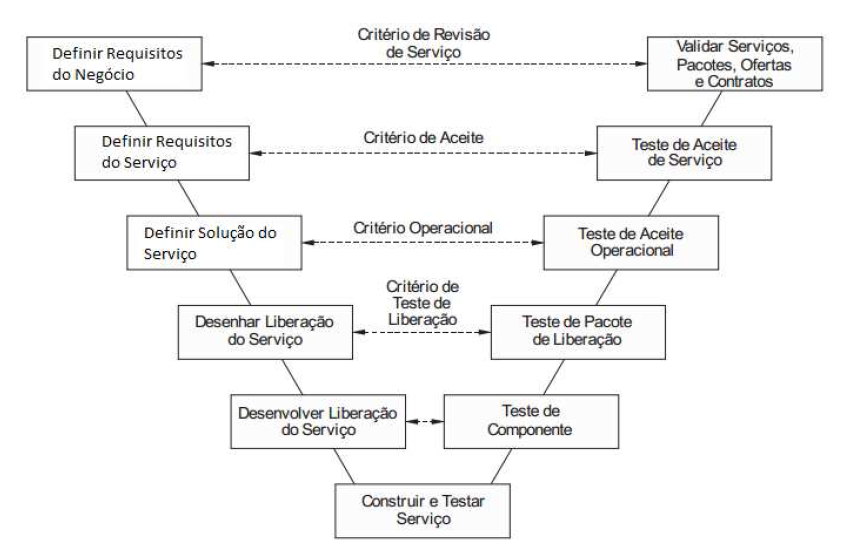 Critério de Revisão
de Serviço
Definir Requisitos
do Negócio
Validar Serviços,
Pacotes, Ofertas
e Contratos
Critério de Aceite
Definir Requisitos
do Serviço
Teste de Aceite
de Serviço
Critério Operacional
Definir Solução do
Serviço
Teste de Aceite
Operacional
Critério de
Teste de
Liberação
Desenhar Liberação
do Serviço
Teste de Pacote
de Liberação
Desenvolver Liberação
do Serviço
Teste de
Componente
Construir e Testar
Serviço